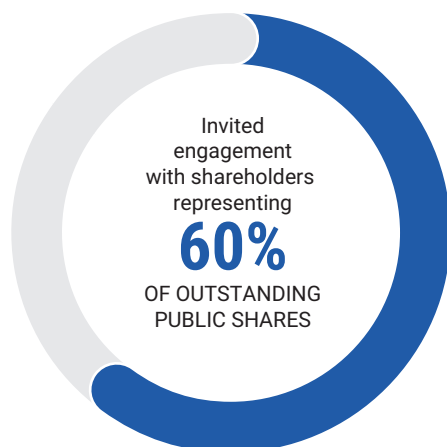 Invited
engagement
with shareholders
representing
60%
OF OUTSTANDING
PUBLIC SHARES